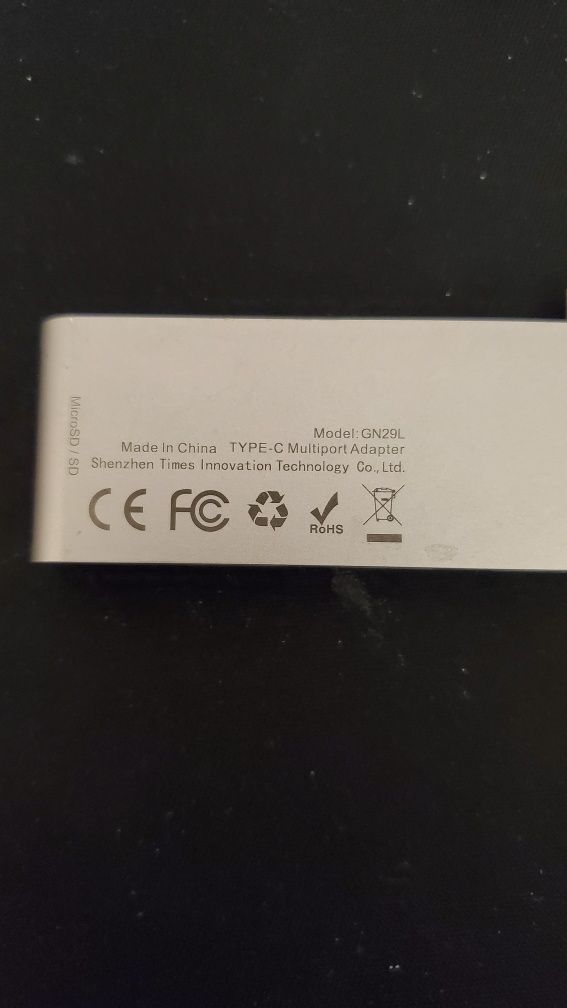 MicroSD / SD
Model: GN29L
Made In China TYPE-C Multiport Adapter
Shenzhen Times Innovation Technology Co., Ltd.
CE FC RoHS